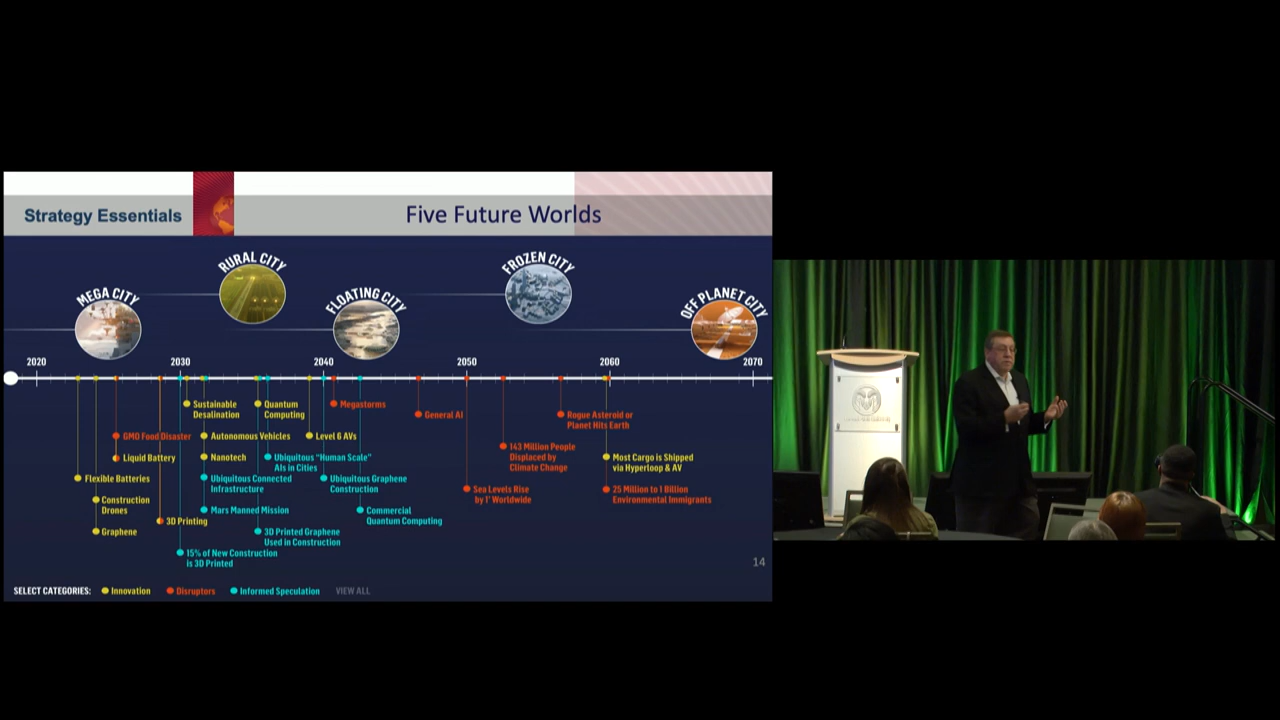 Strategy Essentials
Five Future Worlds
MEGA CITY
RURAL CITY
FLOATING CITY
FROZEN CITY
OFF PLANET CITY
2020
2030
2040
2050
2060
2070
Sustainable
Desalination
Quantum
Computing
Megastorms
General AI
Rogue Asteroid or
Planet Hits Earth
GMO Food Disaster
Autonomous Vehicles
Level 6 AVs
143 Million People
Displaced by
Climate Change
Liquid Battery
Nanotech
Ubiquitous "Human Scale"
AIs in Cities
Most Cargo is Shipped
via Hyperloop & AV
Flexible Batteries
Ubiquitous Connected
Infrastructure
Ubiquitous Graphene
Construction
Sea Levels Rise
by 1' Worldwide
25 Million to 1 Billion
Environmental Immigrants
Construction
Drones
Mars Manned Mission
Commercial
Quantum Computing
3D Printing
Graphene
3D Printed Graphene
Used in Construction
15% of New Construction
is 3D Printed
14
SELECT CATEGORIES:
Innovation
Disruptors
Informed Speculation
VIEW ALL